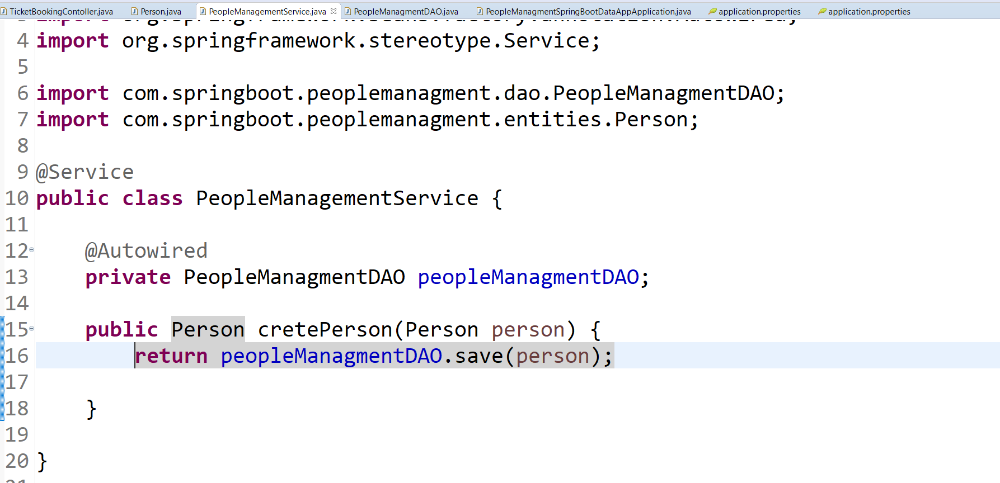 TicketBookingContoller.java Person.java PeopleManagementService.java PeopleManagmentDAO.java PeopleManagmentSpringBootDataAppApplication.java application.properties application.properties
4 import org.springframework.stereotype.Service;
5
6 import com.springboot.peoplemanagment.dao.PeopleManagmentDAO;
7 import com.springboot.peoplemanagment.entities.Person;
8
9 @Service
10 public class PeopleManagementService {
11
12 @Autowired
13 private PeopleManagmentDAO peopleManagmentDAO;
14
15 public Person cretePerson(Person person) {
16 return peopleManagmentDAO.save(person);
17
18 }
19
20 }